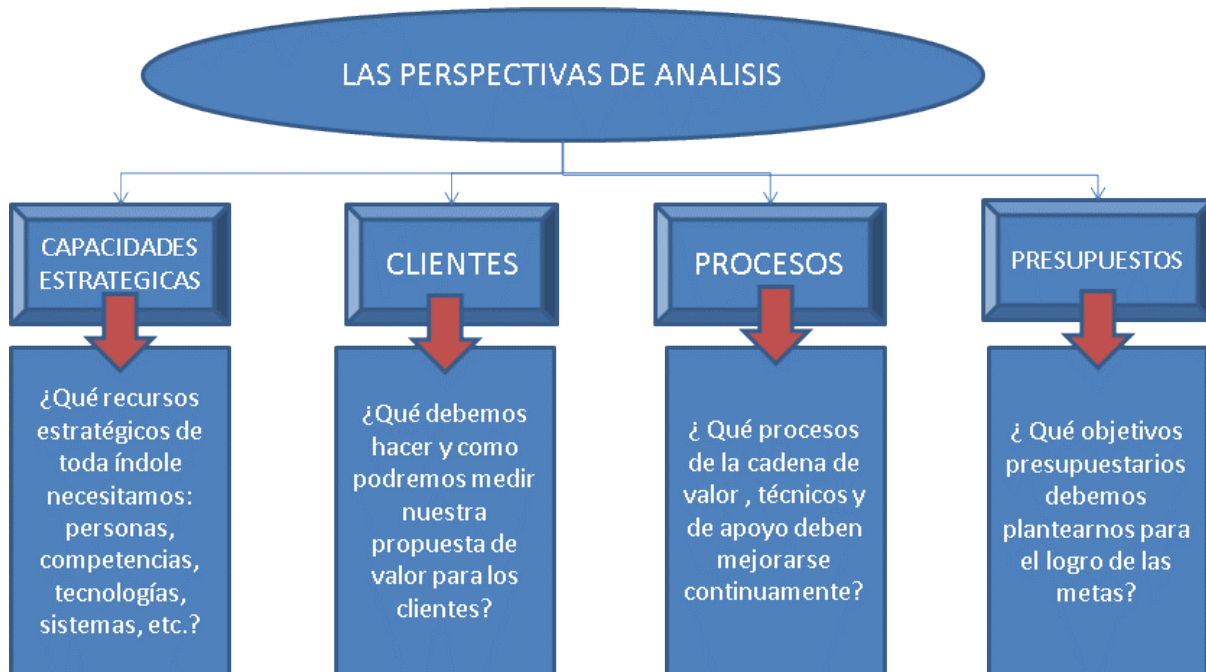 LAS PERSPECTIVAS DE ANALISIS
CAPACIDADES
ESTRATEGICAS
CLIENTES
PROCESOS
PRESUPUESTOS
¿Qué recursos
estratégicos de
toda índole
necesitamos:
personas,
competencias,
tecnologías,
sistemas, etc.?
¿Qué debemos
hacer y como
podremos medir
nuestra
propuesta de
valor para los
clientes?
¿ Qué procesos
de la cadena de
valor , técnicos y
de apoyo deben
mejorarse
continuamente?
¿ Qué objetivos
presupuestarios
debemos
plantearnos para
el logro de las
metas?